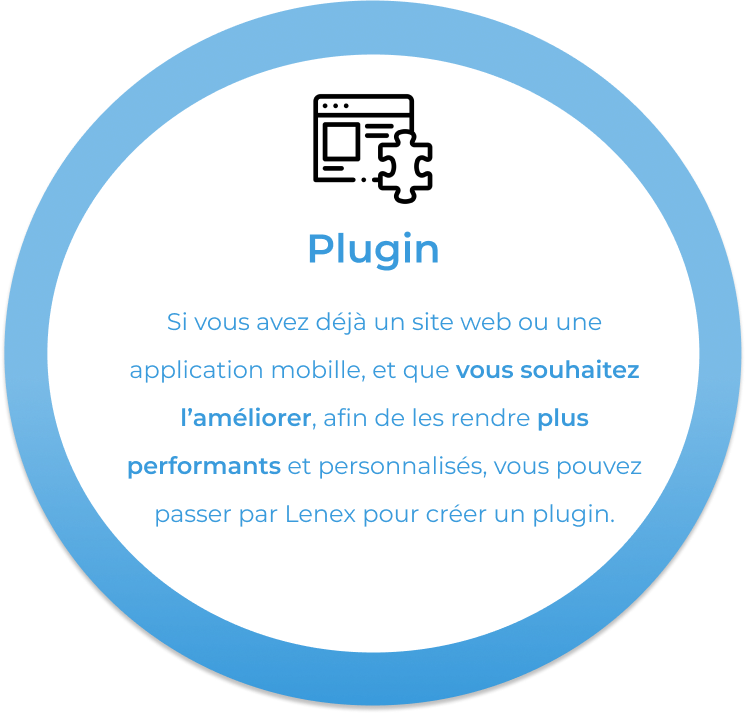 Plugin
Si vous avez déjà un site web ou une
application mobille, et que vous souhaitez
l’améliorer, afin de les rendre plus
performants et personnalisés, vous pouvez
passer par Lenex pour créer un plugin.